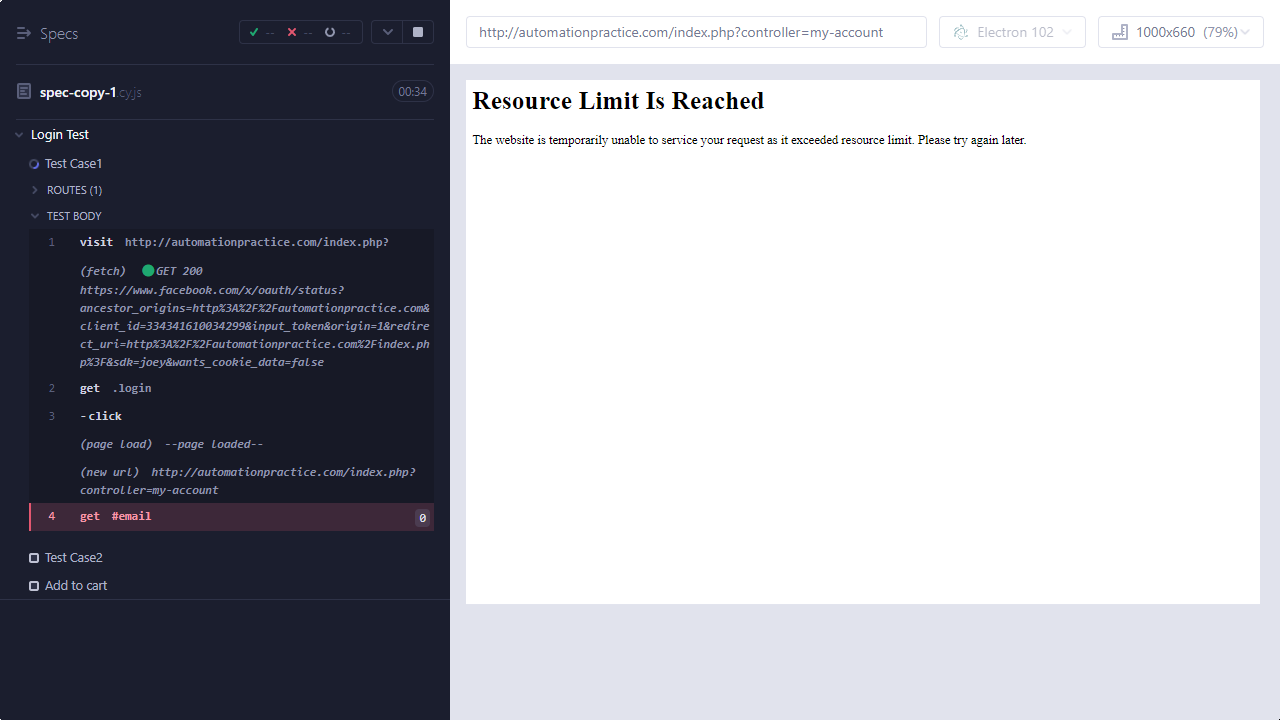 Specs
-- -- --
spec-copy-1.cy.js
00:34
Login Test
Test Case1
ROUTES (1)
TEST BODY
1 visit http://automationpractice.com/index.php?
(fetch) GET 200
https://www.facebook.com/x/oauth/status?
ancestor_origins=http%3A%2F%2Fautomationpractice.com&
client_id=334341610034299&input_token&origin=1&redire
ct_uri=http%3A%2F%2Fautomationpractice.com%2Findex.ph
p%3F&sdk=joey&wants_cookie_data=false
2 get .login
3 -click
(page load) --page loaded--
(new url) http://automationpractice.com/index.php?
controller=my-account
4 get #email 0
Test Case2
Add to cart
http://automationpractice.com/index.php?controller=my-account
Electron 102
1000x660 (79%)
Resource Limit Is Reached
The website is temporarily unable to service your request as it exceeded resource limit. Please try again later.